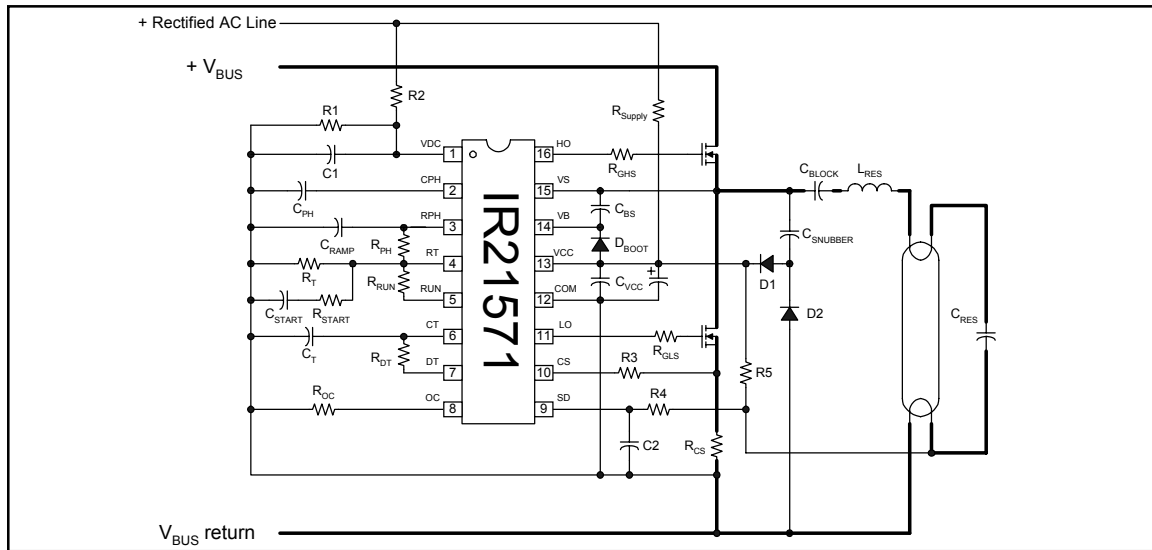 + Rectified AC Line
+ VBUS
R2
R1
RSupply
VDC
HO
1
16
RGHS
C1
CPH
VS
CBLOCK
LRES
2
15
CPH
CBS
RPH
VB
3
14
CSNUBBER
CRAMP
RPH
DBOOT
RT
VCC
4
13
RT
RRUN
CVCC
+
D1
RUN
COM
5
12
CSTART
RSTART
D2
CRES
CT
LO
6
11
CT
RDT
RGLS
DT
CS
R3
7
10
R5
ROC
OC
SD
R4
8
9
C2
RCS
IR21571
VBUS return